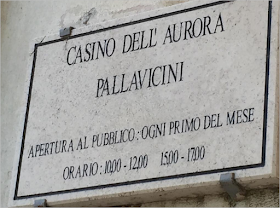 CASINO DELL' AURORA
PALLAVICINI
APERTURA AL PUBBLICO: OGNI PRIMO DEL MESE
ORARIO: 10,00-12,00 15,00-17,00